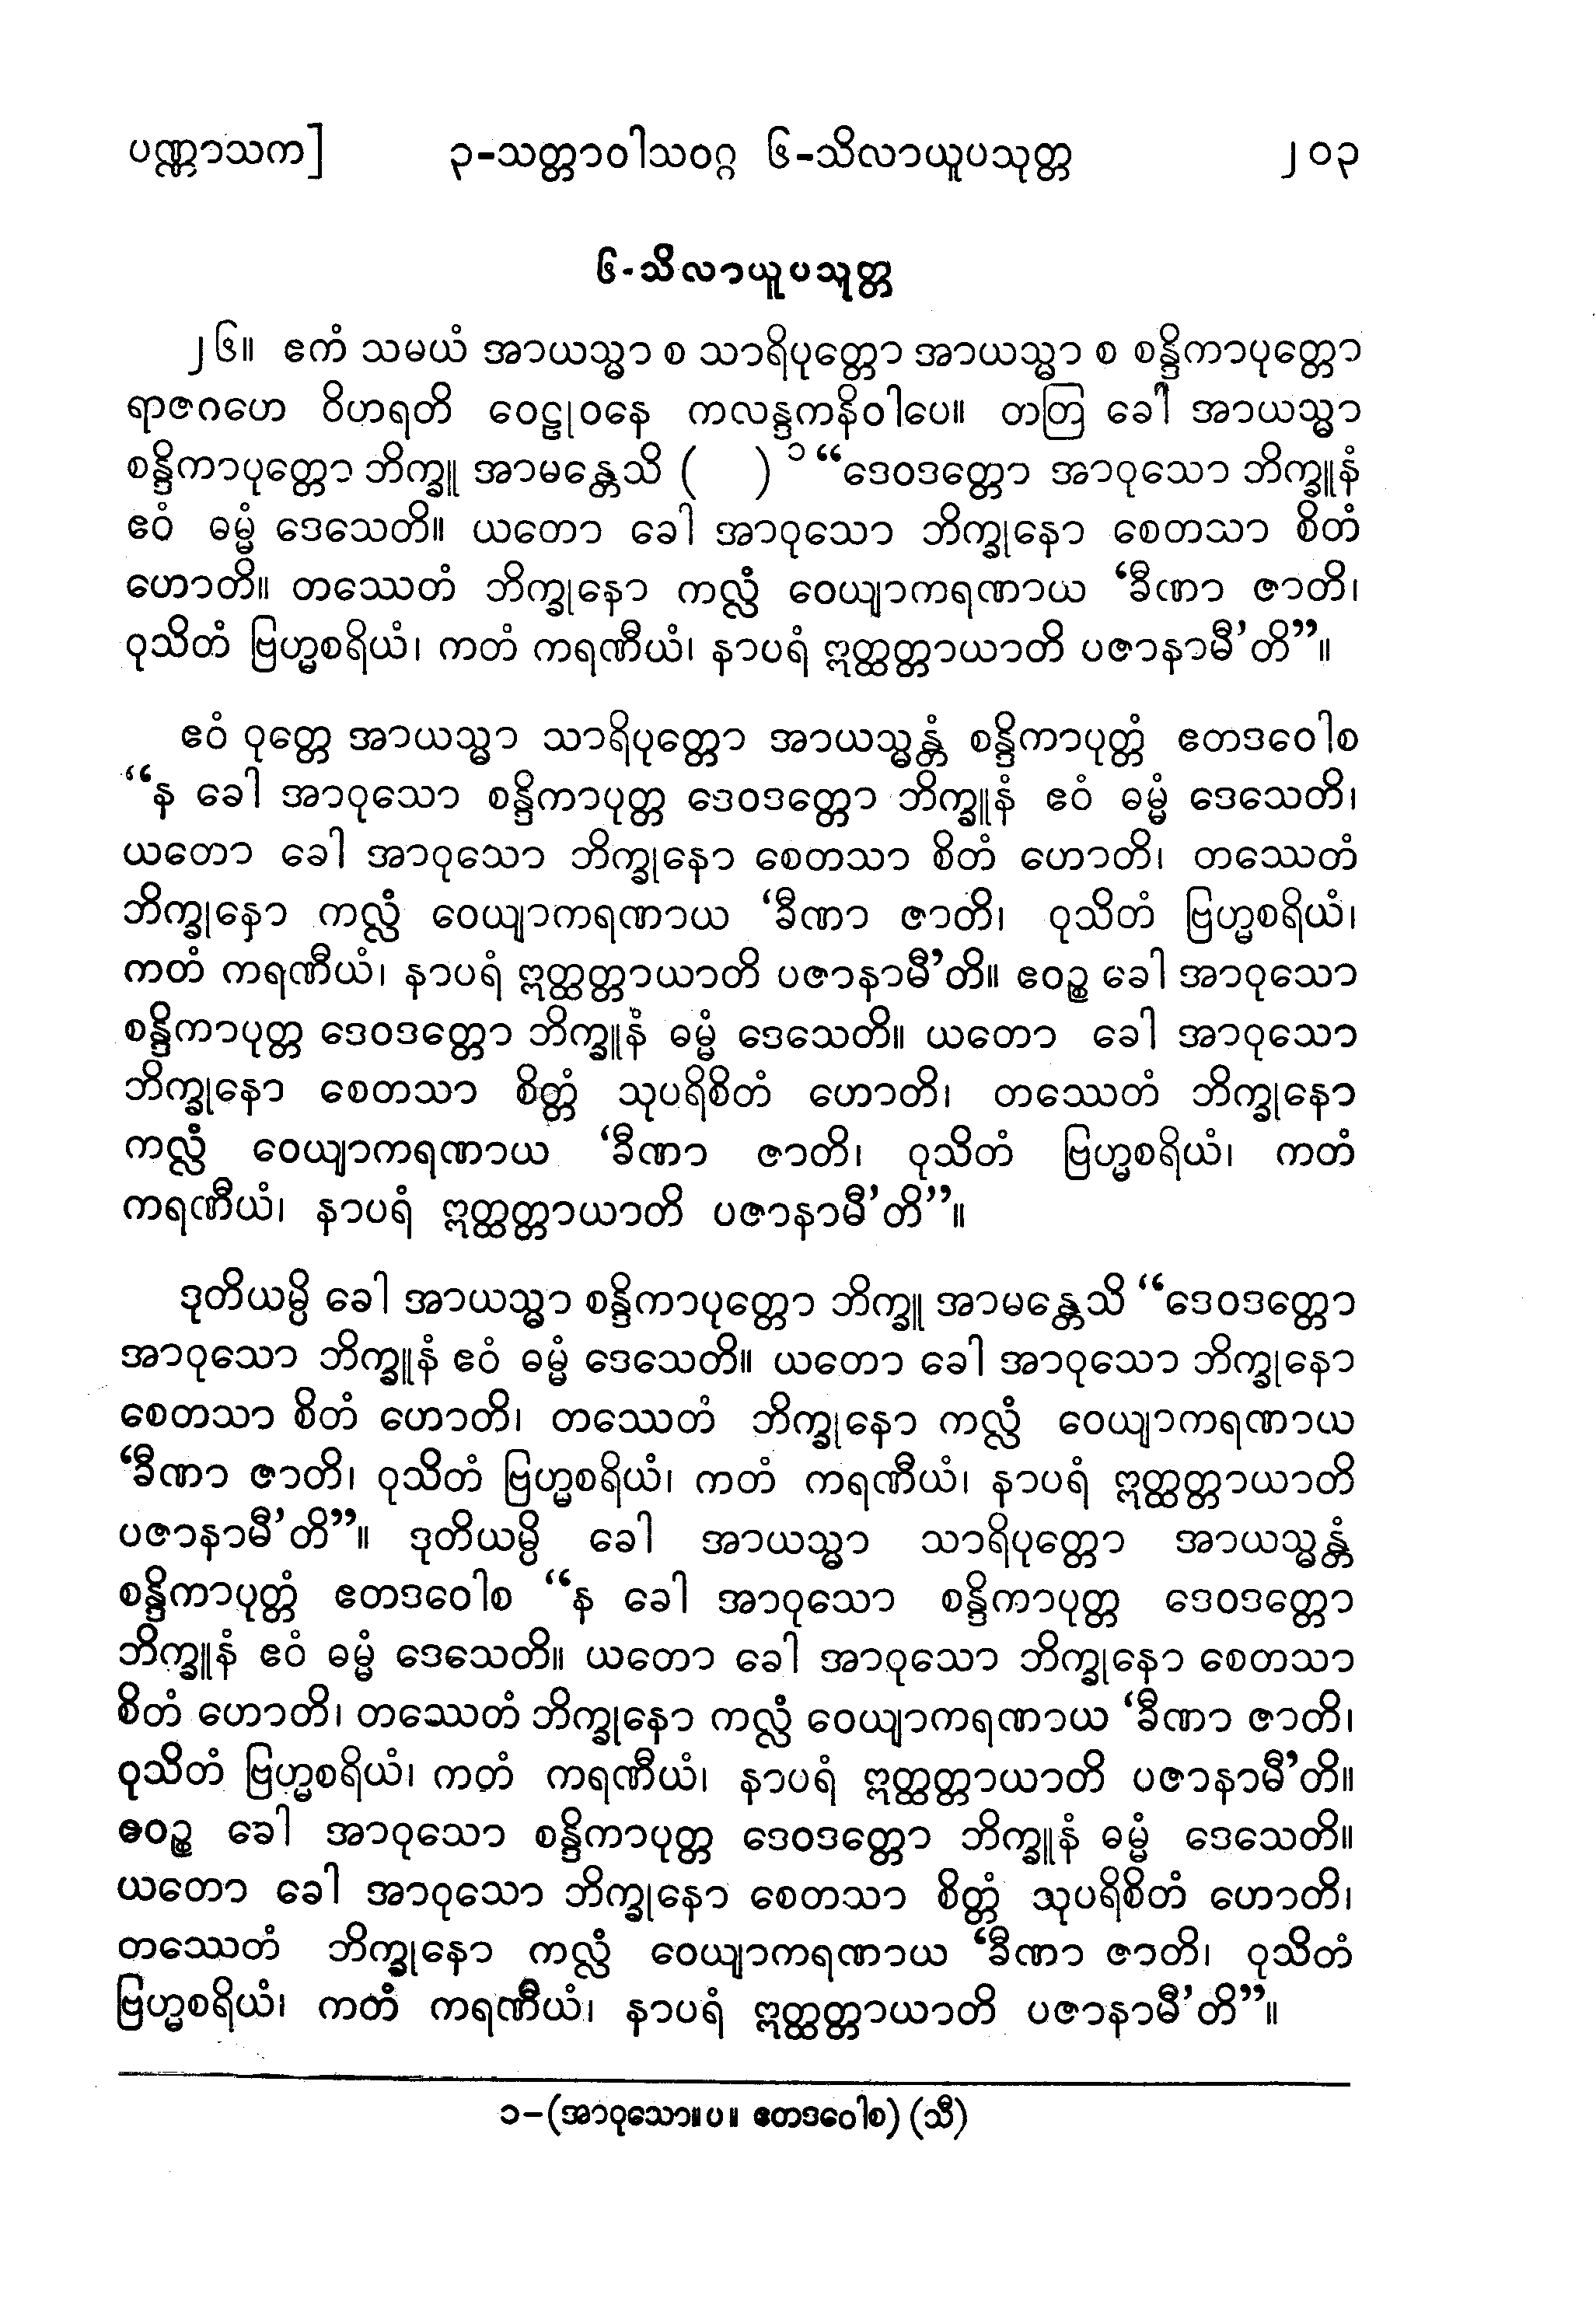 ပဏ္ဏာသက] ၃-သတ္တာဝါသဝဂ္ဂ ၆-သိလာယူပသုတ္တ ၂၀၃
၆-သိလာယူပသုတ္တ
၂၆။ ဧကံ သမယံ အာယသ္မာ စ သာရိပုတ္တော အာယသ္မာ စ စန္ဒိကာပုတ္တော
ရာဇဂဟေ ဝိဟရတိ ဝေဠုဝနေ ကလန္ဒကနိဝါပေ။ တတြ ခေါ အာယသ္မာ
စန္ဒိကာပုတ္တော ဘိက္ခူ အာမန္တေသိ ( ) ၁ “ဒေဝဒတ္တော အာဝုသော ဘိက္ခူနံ
ဧဝံ ဓမ္မံ ဒေသေတိ။ ယတော ခေါ အာဝုသော ဘိက္ခုနော စေတသာ စိတံ
ဟောတိ။ တဿေတံ ဘိက္ခုနော ကလ္လံ ဝေယျာကရဏာယ ‘ခီဏာ ဇာတိ၊
ဝုသိတံ ဗြဟ္မစရိယံ၊ ကတံ ကရဏီယံ၊ နာပရံ ဣတ္ထတ္တာယာတိ ပဇာနာမီ’တိ”။
ဧဝံ ဝုတ္တေ အာယသ္မာ သာရိပုတ္တော အာယသ္မန္တံ စန္ဒိကာပုတ္တံ ဧတဒဝေါစ
“န ခေါ အာဝုသော စန္ဒိကာပုတ္တ ဒေဝဒတ္တော ဘိက္ခူနံ ဧဝံ ဓမ္မံ ဒေသေတိ၊
ယတော ခေါ အာဝုသော ဘိက္ခုနော စေတသာ စိတံ ဟောတိ၊ တဿေတံ
ဘိက္ခုနော ကလ္လံ ဝေယျာကရဏာယ ‘ခီဏာ ဇာတိ၊ ဝုသိတံ ဗြဟ္မစရိယံ၊
ကတံ ကရဏီယံ၊ နာပရံ ဣတ္ထတ္တာယာတိ ပဇာနာမီ’တိ။ ဧဝဉ္စ ခေါ အာဝုသော
စန္ဒိကာပုတ္တ ဒေဝဒတ္တော ဘိက္ခူနံ ဓမ္မံ ဒေသေတိ။ ယတော ခေါ အာဝုသော
ဘိက္ခုနော စေတသာ စိတ္တံ သုပရိစိတံ ဟောတိ၊ တဿေတံ ဘိက္ခုနော
ကလ္လံ ဝေယျာကရဏာယ ‘ခီဏာ ဇာတိ၊ ဝုသိတံ ဗြဟ္မစရိယံ၊ ကတံ
ကရဏီယံ၊ နာပရံ ဣတ္ထတ္တာယာတိ ပဇာနာမီ’တိ”။
ဒုတိယမ္ပိ ခေါ အာယသ္မာ စန္ဒိကာပုတ္တော ဘိက္ခူ အာမန္တေသိ “ဒေဝဒတ္တော
အာဝုသော ဘိက္ခူနံ ဧဝံ ဓမ္မံ ဒေသေတိ။ ယတော ခေါ အာဝုသော ဘိက္ခုနော
စေတသာ စိတံ ဟောတိ၊ တဿေတံ ဘိက္ခုနော ကလ္လံ ဝေယျာကရဏာယ
‘ခီဏာ ဇာတိ၊ ဝုသိတံ ဗြဟ္မစရိယံ၊ ကတံ ကရဏီယံ၊ နာပရံ ဣတ္ထတ္တာယာတိ
ပဇာနာမီ’တိ”။ ဒုတိယမ္ပိ ခေါ အာယသ္မာ သာရိပုတ္တော အာယသ္မန္တံ
စန္ဒိကာပုတ္တံ ဧတဒဝေါစ “န ခေါ အာဝုသော စန္ဒိကာပုတ္တ ဒေဝဒတ္တော
ဘိက္ခူနံ ဧဝံ ဓမ္မံ ဒေသေတိ။ ယတော ခေါ အာဝုသော ဘိက္ခုနော စေတသာ
စိတံ ဟောတိ၊ တဿေတံ ဘိက္ခုနော ကလ္လံ ဝေယျာကရဏာယ ‘ခီဏာ ဇာတိ၊
ဝုသိတံ ဗြဟ္မစရိယံ၊ ကတံ ကရဏီယံ၊ နာပရံ ဣတ္ထတ္တာယာတိ ပဇာနာမီ’တိ။
ဧဝဉ္စ ခေါ အာဝုသော စန္ဒိကာပုတ္တ ဒေဝဒတ္တော ဘိက္ခူနံ ဓမ္မံ ဒေသေတိ။
ယတော ခေါ အာဝုသော ဘိက္ခုနော စေတသာ စိတ္တံ သုပရိစိတံ ဟောတိ၊
တဿေတံ ဘိက္ခုနော ကလ္လံ ဝေယျာကရဏာယ ‘ခီဏာ ဇာတိ၊ ဝုသိတံ
ဗြဟ္မစရိယံ၊ ကတံ ကရဏီယံ၊ နာပရံ ဣတ္ထတ္တာယာတိ ပဇာနာမီ’တိ”။
၁-(အာဝုသော။ပ။ ဧတဒဝေါစ) (သီ)